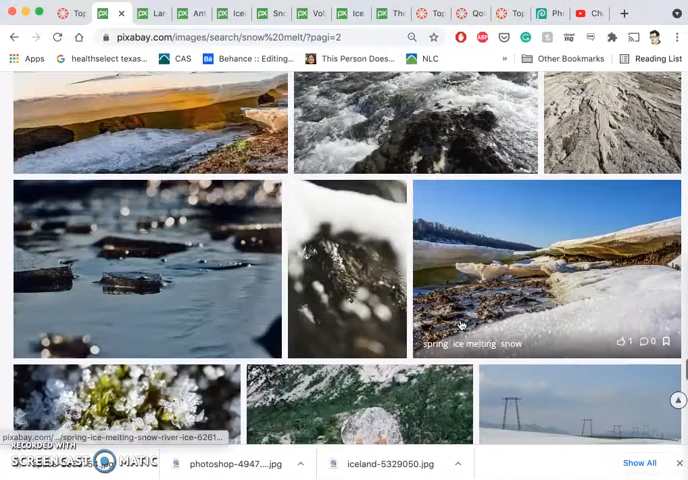 Top
Lar
Ant
Ice
Sno
Vol
Ice
The
Top
Qo
Top
Pho
Ch
pixabay.com/images/search/snow%20melt/?pagi=2
Apps
healthselect texas...
CAS
Behance :: Editing...
This Person Does...
NLC
»
Other Bookmarks
Reading List
spring ice melting snow
1
0
pixabay.com/.../spring-ice-melting-snow-river-ice-6261...
RECORDED WITH
SCREENCAST MATIC
photoshop-4947....jpg
iceland-5329050.jpg
Show All